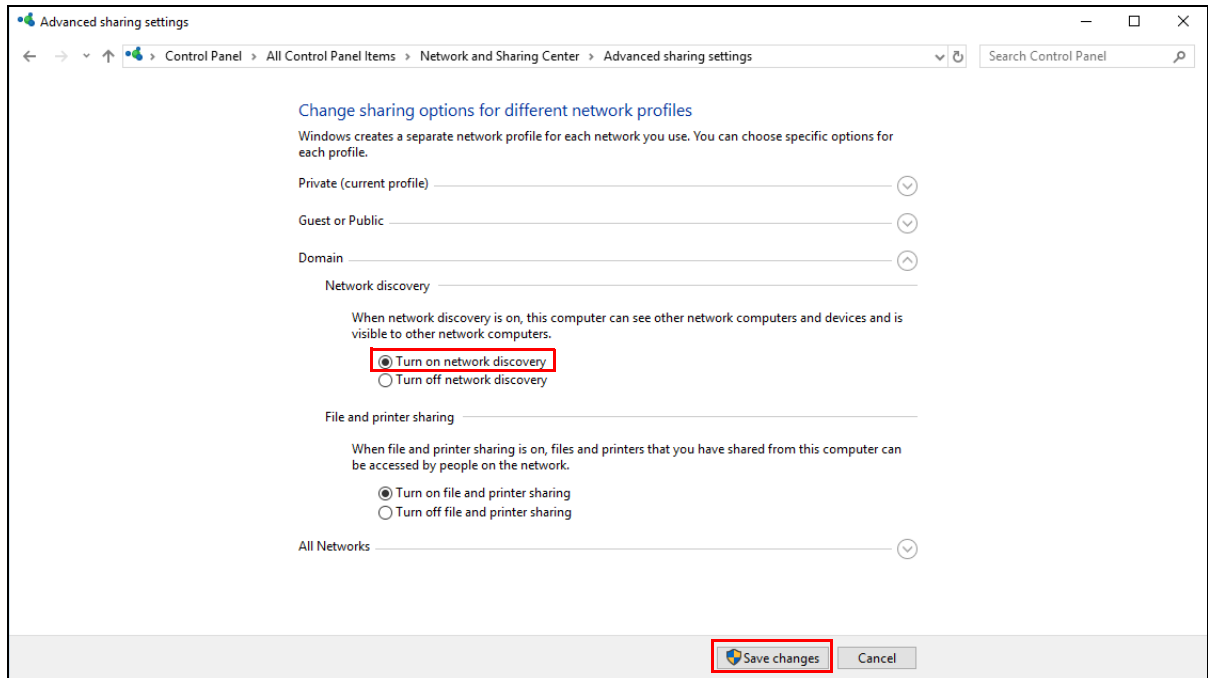 Advanced sharing settings
Control Panel > All Control Panel Items > Network and Sharing Center > Advanced sharing settings
Search Control Panel
Change sharing options for different network profiles
Windows creates a separate network profile for each network you use. You can choose specific options for
each profile.
Private (current profile)
Guest or Public
Domain
Network discovery
When network discovery is on, this computer can see other network computers and devices and is
visible to other network computers.
Turn on network discovery
Turn off network discovery
File and printer sharing
When file and printer sharing is on, files and printers that you have shared from this computer can
be accessed by people on the network.
Turn on file and printer sharing
Turn off file and printer sharing
All Networks
Save changes
Cancel